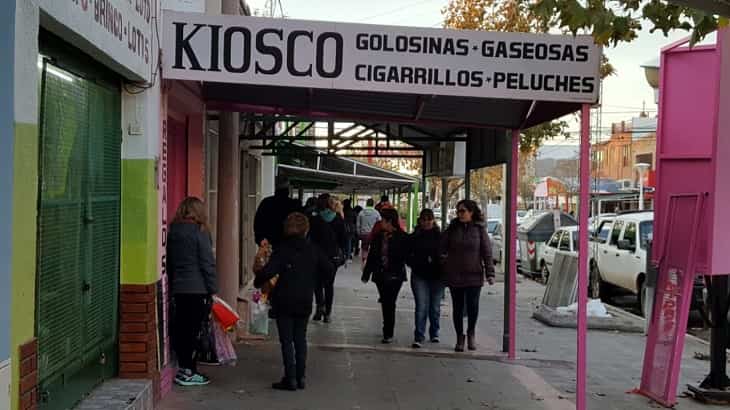 KIOSCO
GOLOSINAS - GASEOSAS
CIGARRILLOS - PELUCHES